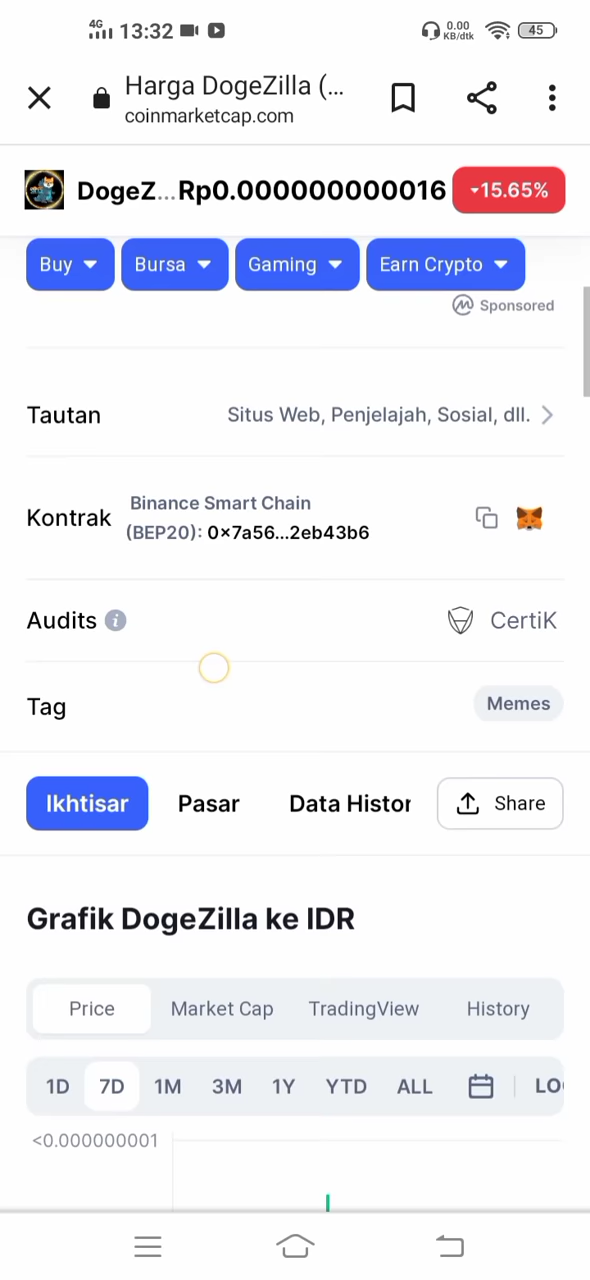 4G 13:32 0.00 KB/dtk 45
Harga DogeZilla (...
coinmarketcap.com
DogeZ... Rp0.000000000016 15.65%
Buy Bursa Gaming Earn Crypto
Sponsored
Tautan Situs Web, Penjelajah, Sosial, dll.
Kontrak Binance Smart Chain
(BEP20): 0x7a56...2eb43b6
Audits i CertiK
Tag Memes
Ikhtisar Pasar Data Histor Share
Grafik DogeZilla ke IDR
Price Market Cap TradingView History
1D 7D 1M 3M 1Y YTD ALL LO
<0.000000001